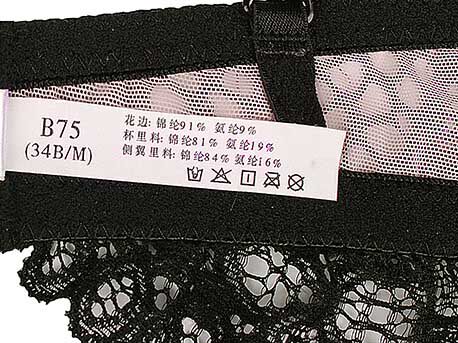 B75
(34B/M)
花边: 锦纶91% 氨纶9%
杯里料: 锦纶81% 氨纶19%
侧翼里料: 锦纶84% 氨纶16%